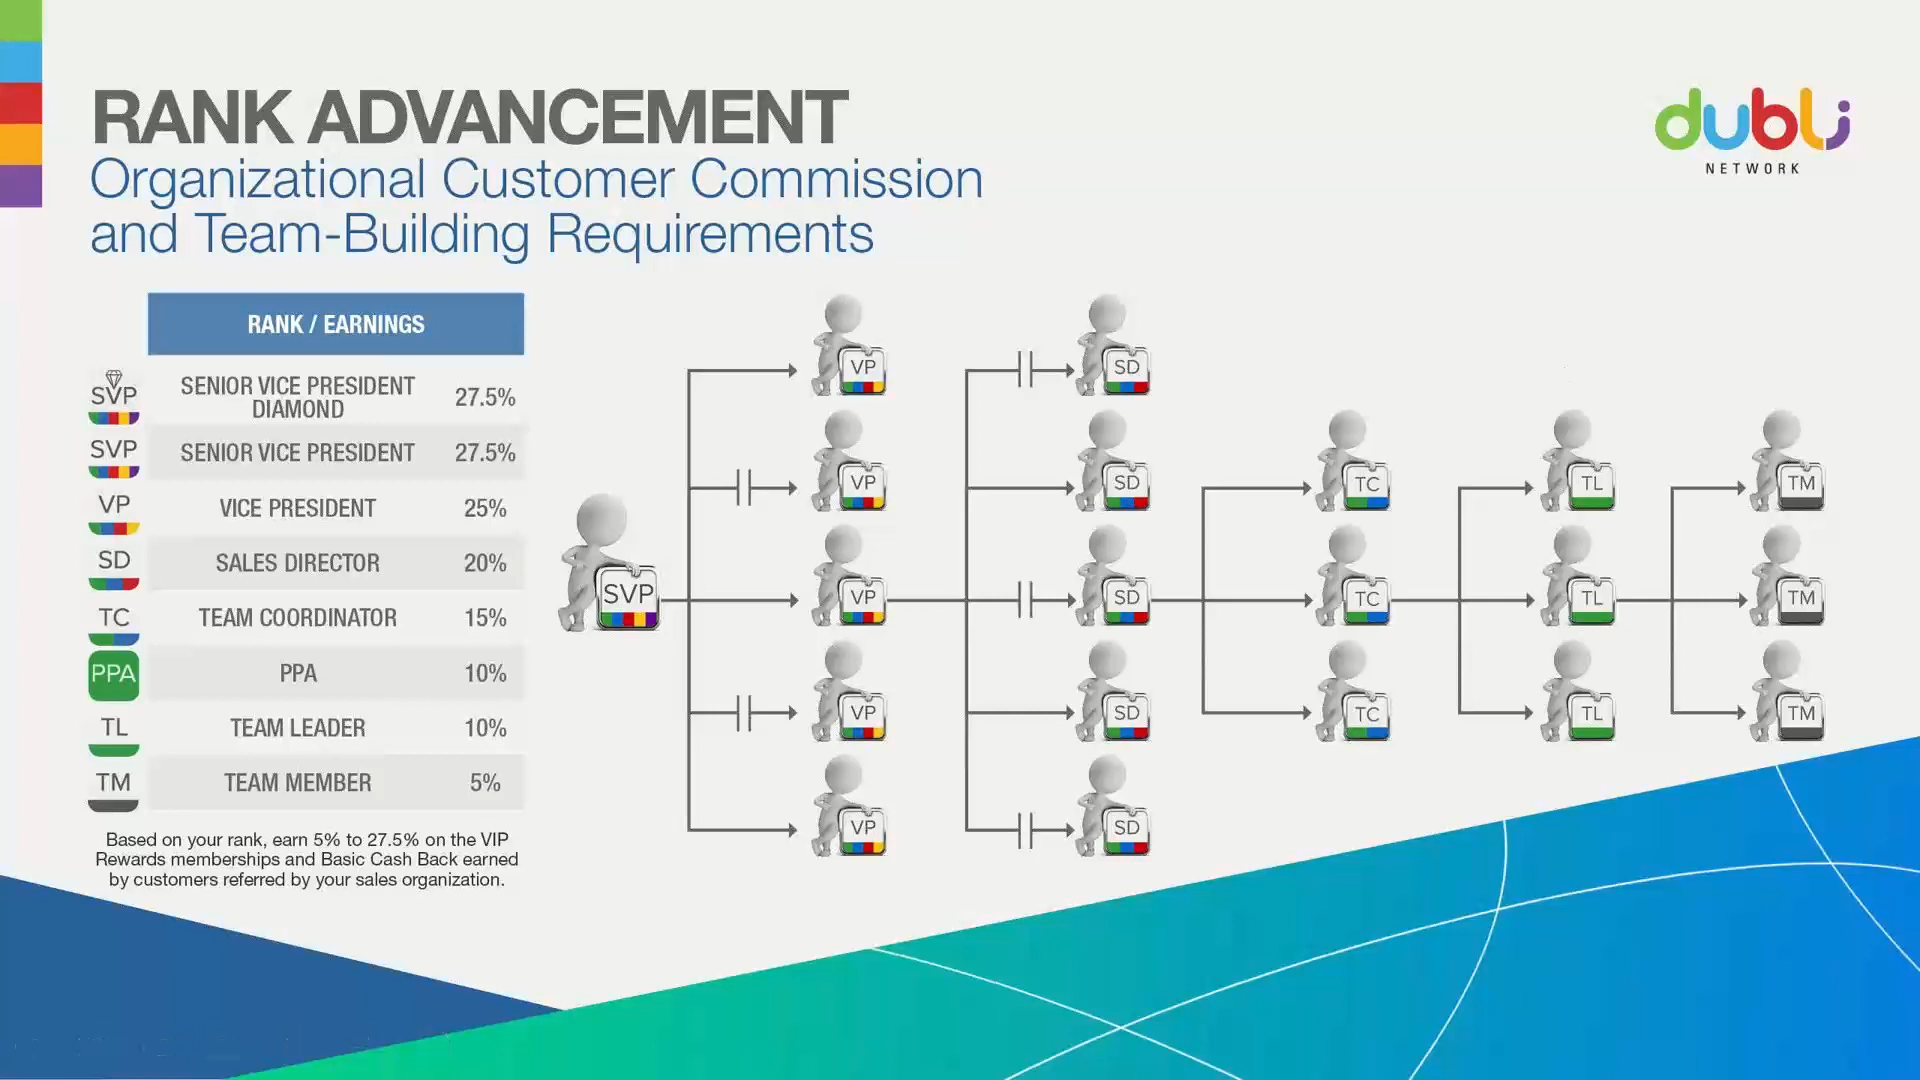 RANK ADVANCEMENT
Organizational Customer Commission
and Team-Building Requirements
dubli
NETWORK
RANK / EARNINGS
SVP SENIOR VICE PRESIDENT
DIAMOND 27.5%
SVP SENIOR VICE PRESIDENT 27.5%
VP VICE PRESIDENT 25%
SD SALES DIRECTOR 20%
TC TEAM COORDINATOR 15%
PPA PPA 10%
TL TEAM LEADER 10%
TM TEAM MEMBER 5%
Based on your rank, earn 5% to 27.5% on the VIP
Rewards memberships and Basic Cash Back earned
by customers referred by your sales organization.
VP SD
VP SD TC TL TM
SVP VP SD TC TL TM
VP SD TC TL TM
VP SD